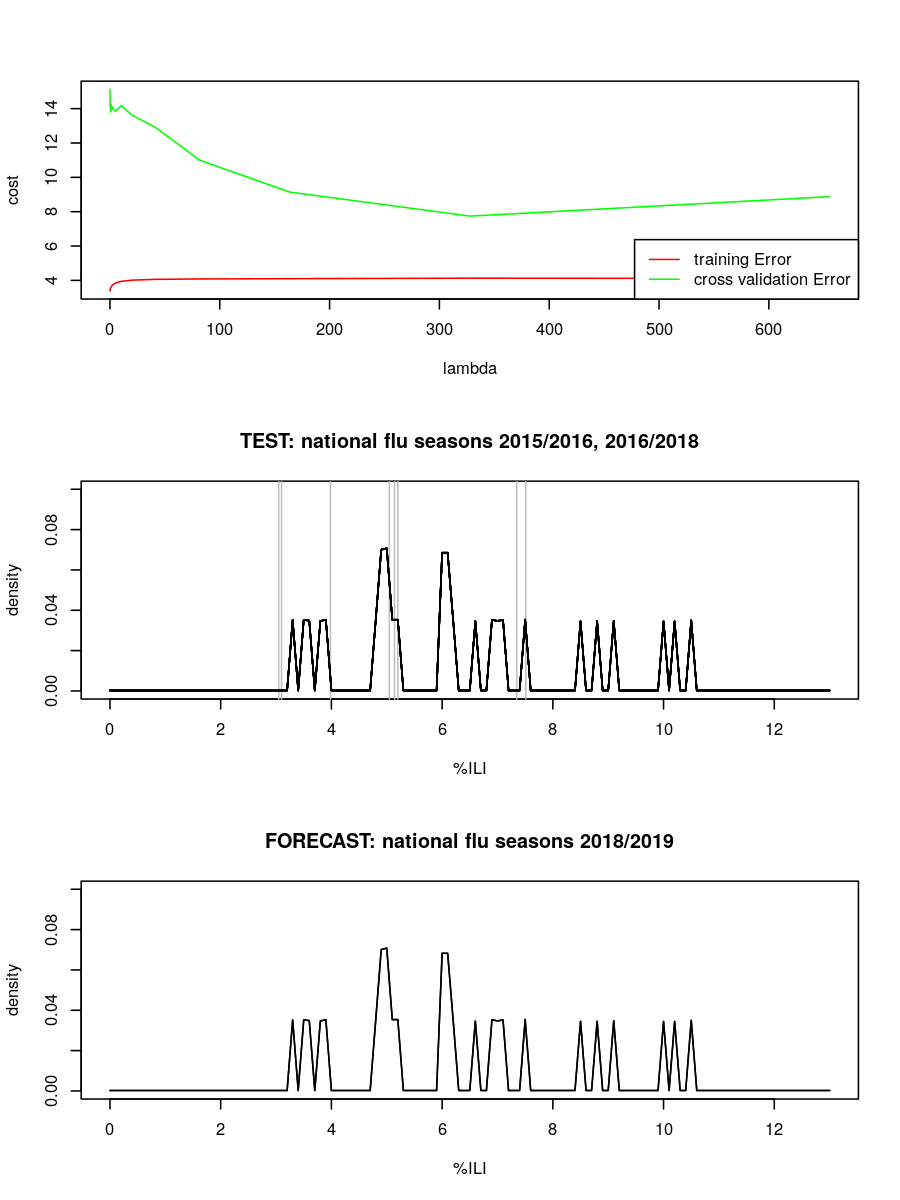 14
12
10
8
6
4
cost
training Error
cross validation Error
0 100 200 300 400 500 600
lambda
TEST: national flu seasons 2015/2016, 2016/2018
0.08
0.04
0.00
density
0 2 4 6 8 10 12
%ILI
FORECAST: national flu seasons 2018/2019
0.08
0.04
0.00
density
0 2 4 6 8 10 12
%ILI